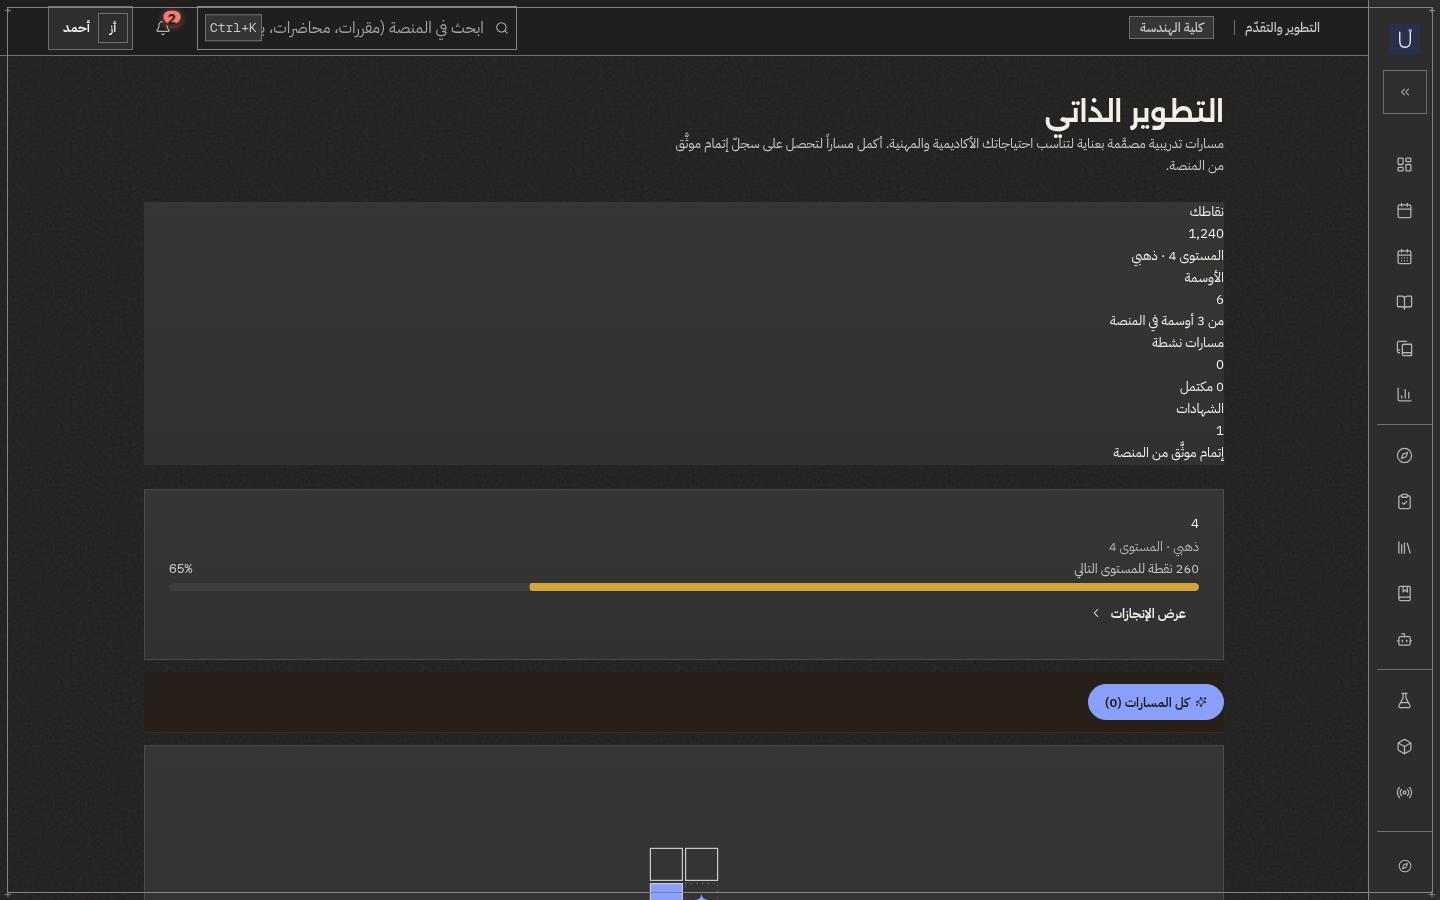 التطوير والتقدّم
كلية الهندسة
ابحث في المنصة (مقررات، محاضرات، ب
Ctrl+K
2
أز
أحمد
التطوير الذاتي
مسارات تدريبية مصمَّمة بعناية لتناسب احتياجاتك الأكاديمية والمهنية. أكمل مساراً لتحصل على سجلّ إتمام موثَّق
من المنصة.
نقاطك
1,240
المستوى 4 · ذهبي
الأوسمة
6
من 3 أوسمة في المنصة
مسارات نشطة
0
0 مكتمل
الشهادات
1
إتمام موثَّق من المنصة
4
ذهبي · المستوى 4
260 نقطة للمستوى التالي
65%
عرض الإنجازات
كل المسارات (0)